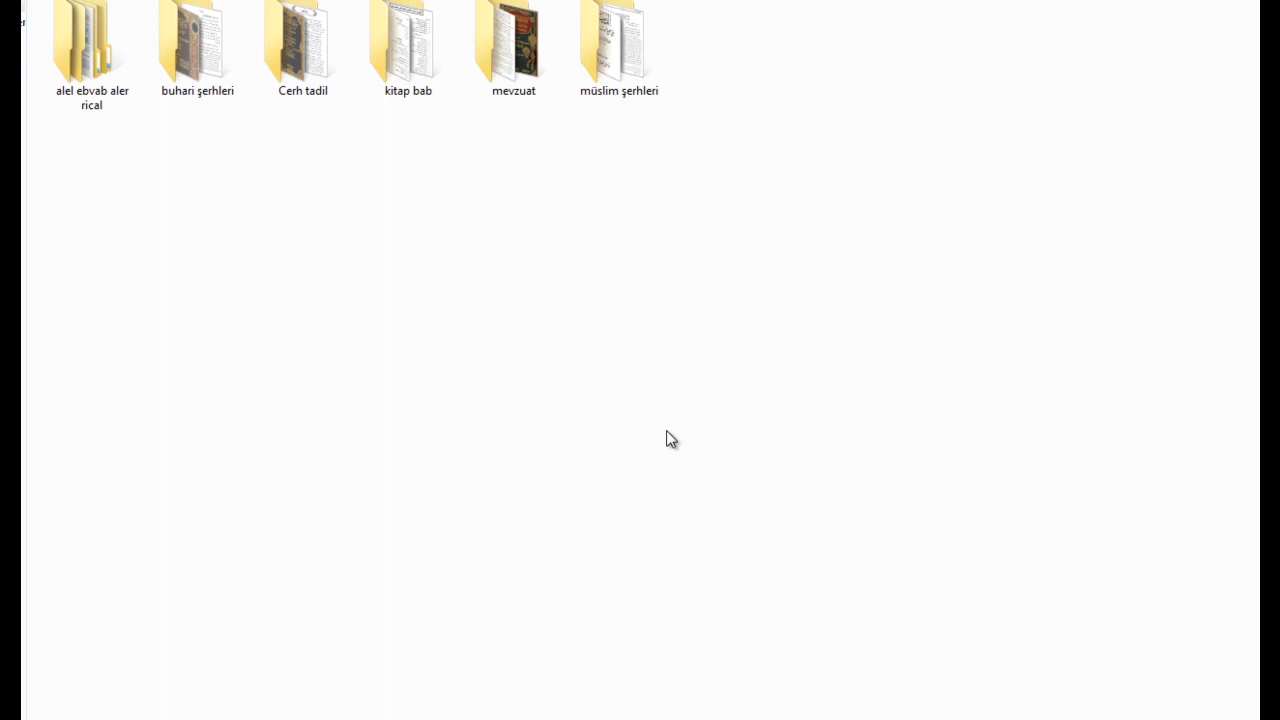 alel ebvab aler
rical
buhari şerhleri
Cerh tadil
kitap bab
mevzuat
müslim şerhleri